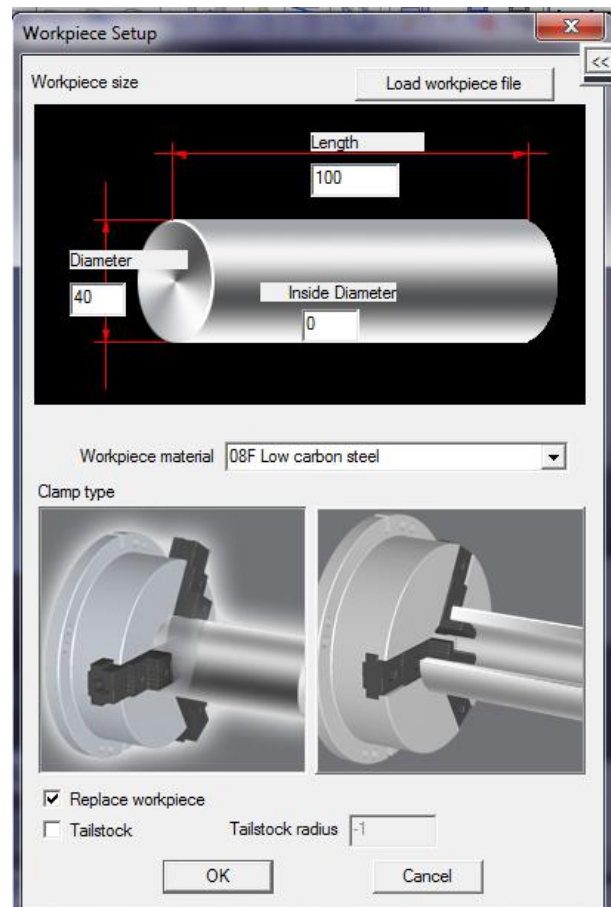 Workpiece Setup
<<
Workpiece size
Load workpiece file
Length
100
Diameter
40
Inside Diameter
0
Workpiece material 08F Low carbon steel
Clamp type
Replace workpiece
Tailstock Tailstock radius -1
OK Cancel